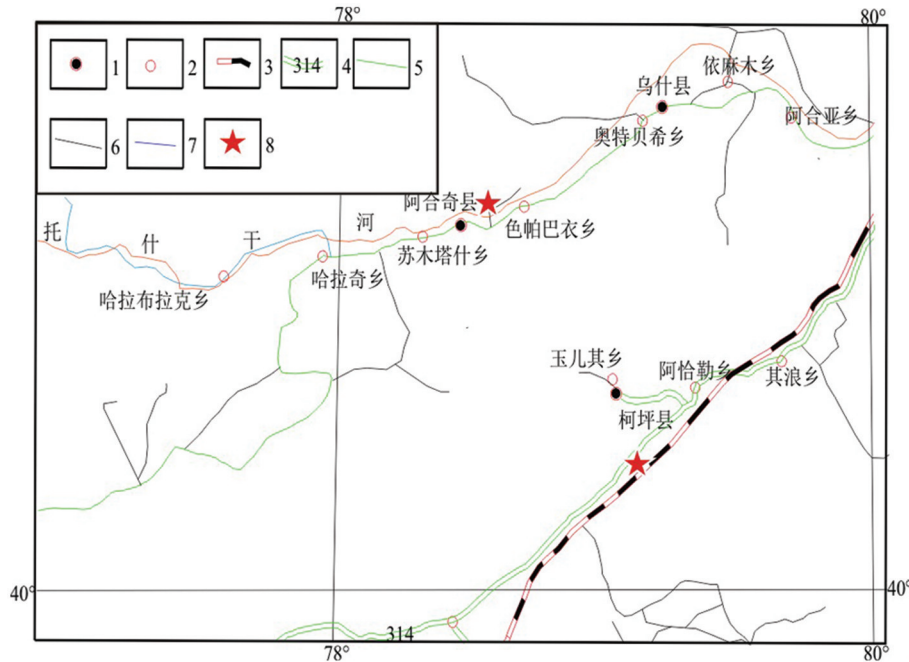 78°
80°
1
2
3
314
4
5
6
7
8
依麻木乡
乌什县
阿合亚乡
奥特贝希乡
阿合奇县
色帕巴衣乡
托什干河
苏木塔什乡
哈拉奇乡
哈拉布拉克乡
玉儿其乡
阿恰勒乡
其浪乡
柯坪县
40°
40°
314
78°
80°